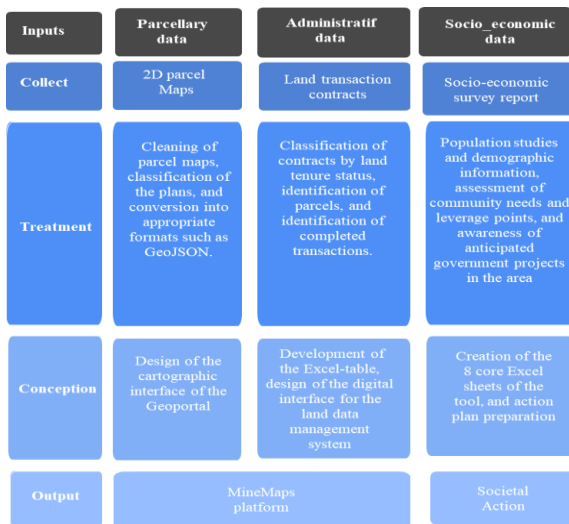 Inputs
Parcellary
data
Administratif
data
Socio_economic
data
Collect
2D parcel
Maps
Land transaction
contracts
Socio-economic
survey report
Treatment
Cleaning of
parcel maps,
classification of
the plans, and
conversion into
appropriate
formats such as
GeoJSON.
Classification of
contracts by land
tenure status,
identification of
parcels, and
identification of
completed
transactions.
Population studies
and demographic
information,
assessment of
community needs and
leverage points, and
awareness of
anticipated
government projects
in the area
Conception
Design of the
cartographic
interface of the
Geoportal
Development of
the Excel-table,
design of the digital
interface for the
land data
management
system
Creation of the
8 core Excel
sheets of the
tool, and action
plan preparation
Output
MineMaps
platform
Societal
Action